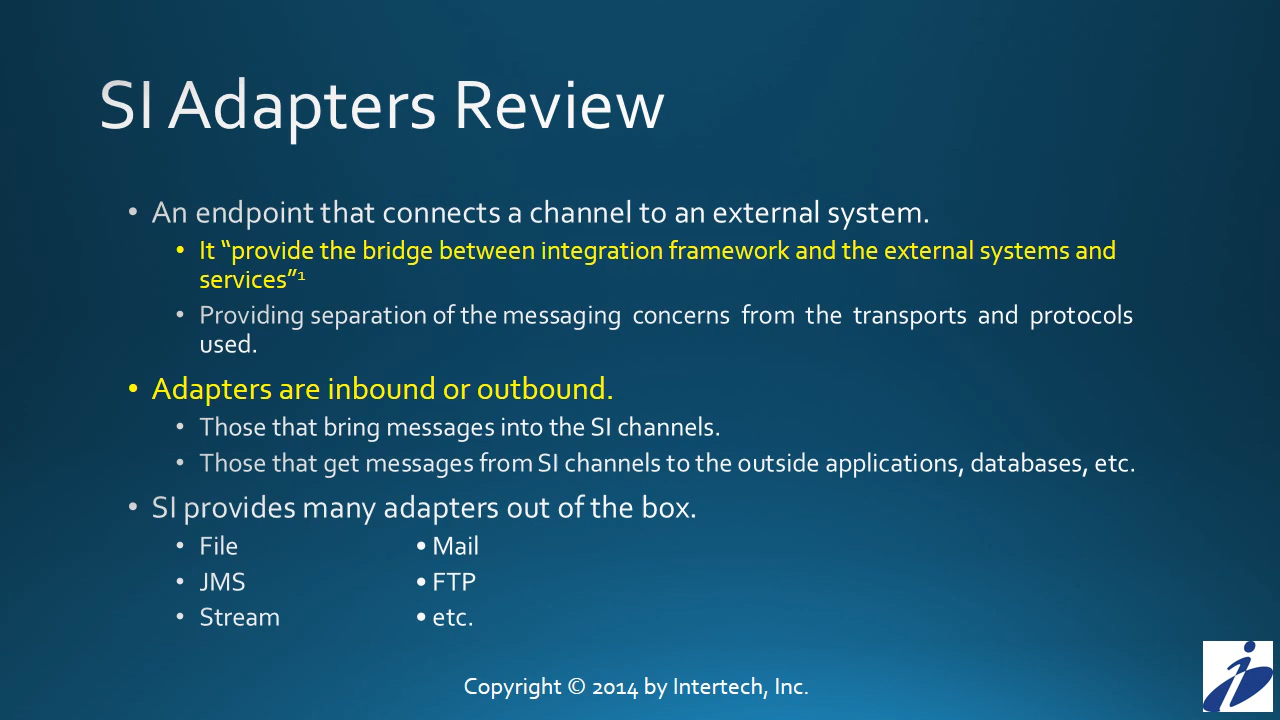 SI Adapters Review
• An endpoint that connects a channel to an external system.
• It “provide the bridge between integration framework and the external systems and
services”¹
• Providing separation of the messaging concerns from the transports and protocols
used.
• Adapters are inbound or outbound.
• Those that bring messages into the SI channels.
• Those that get messages from SI channels to the outside applications, databases, etc.
• SI provides many adapters out of the box.
• File • Mail
• JMS • FTP
• Stream • etc.
Copyright © 2014 by Intertech, Inc.